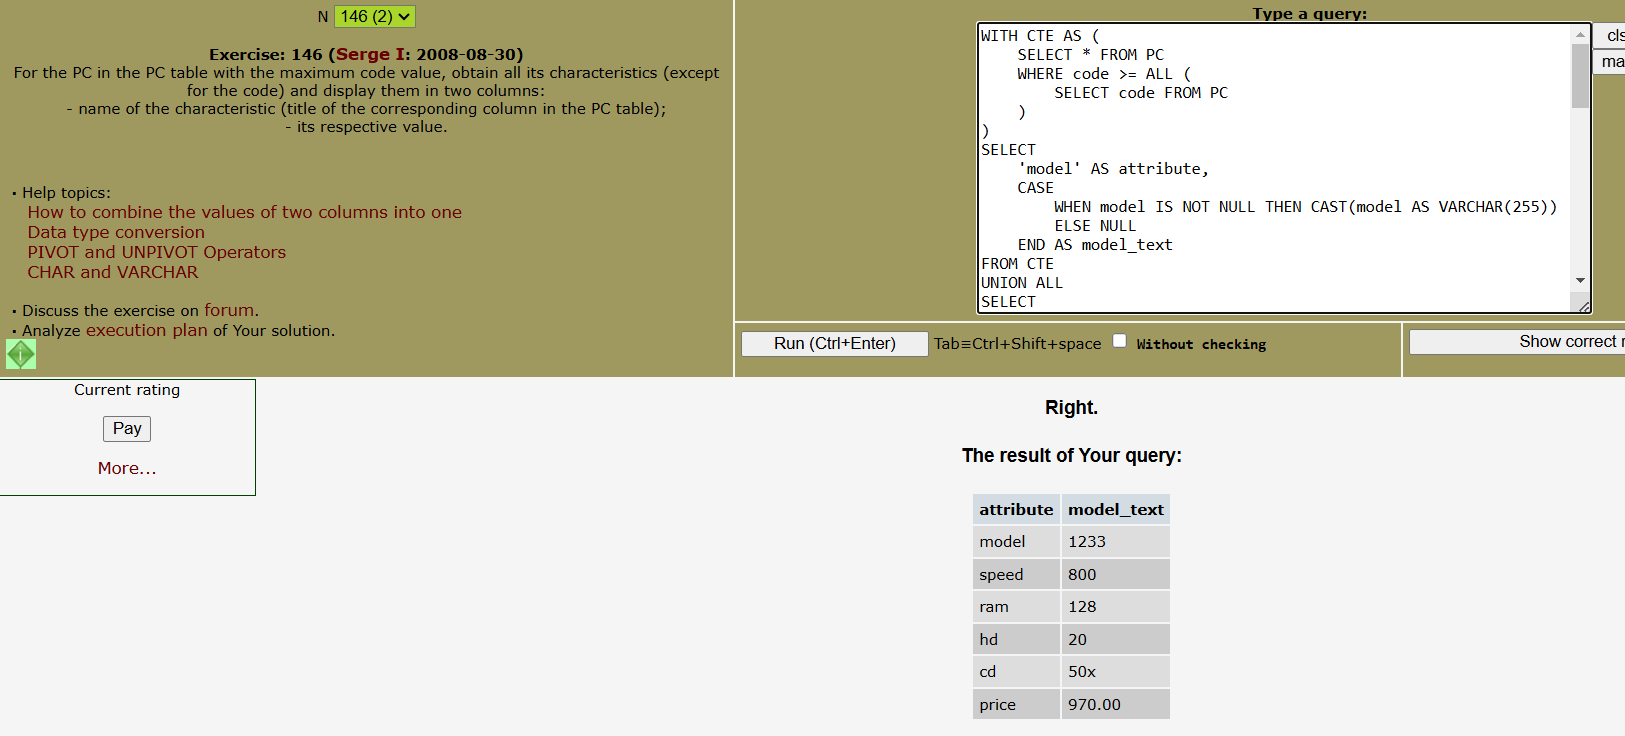 N 146 (2)
Exercise: 146 (Serge I: 2008-08-30)
For the PC in the PC table with the maximum code value, obtain all its characteristics (except
for the code) and display them in two columns:
- name of the characteristic (title of the corresponding column in the PC table);
- its respective value.
· Help topics:
How to combine the values of two columns into one
Data type conversion
PIVOT and UNPIVOT Operators
CHAR and VARCHAR
· Discuss the exercise on forum.
· Analyze execution plan of Your solution.
Type a query:
WITH CTE AS (
    SELECT * FROM PC
    WHERE code >= ALL (
        SELECT code FROM PC
    )
)
SELECT
    'model' AS attribute,
    CASE
        WHEN model IS NOT NULL THEN CAST(model AS VARCHAR(255))
        ELSE NULL
    END AS model_text
FROM CTE
UNION ALL
SELECT
cls
ma
Run (Ctrl+Enter) Tab≡Ctrl+Shift+space Without checking
Show correct r
Current rating
Pay
More...
Right.
The result of Your query:
attribute model_text
model 1233
speed 800
ram 128
hd 20
cd 50x
price 970.00